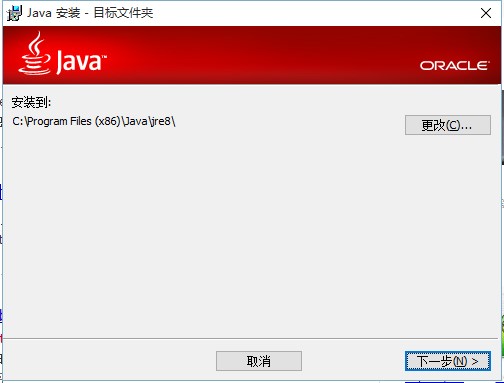 Java 安装 - 目标文件夹
Java™
ORACLE
安装到:
C:\Program Files (x86)\Java\jre8\
更改(C)...
取消
下一步(N) >